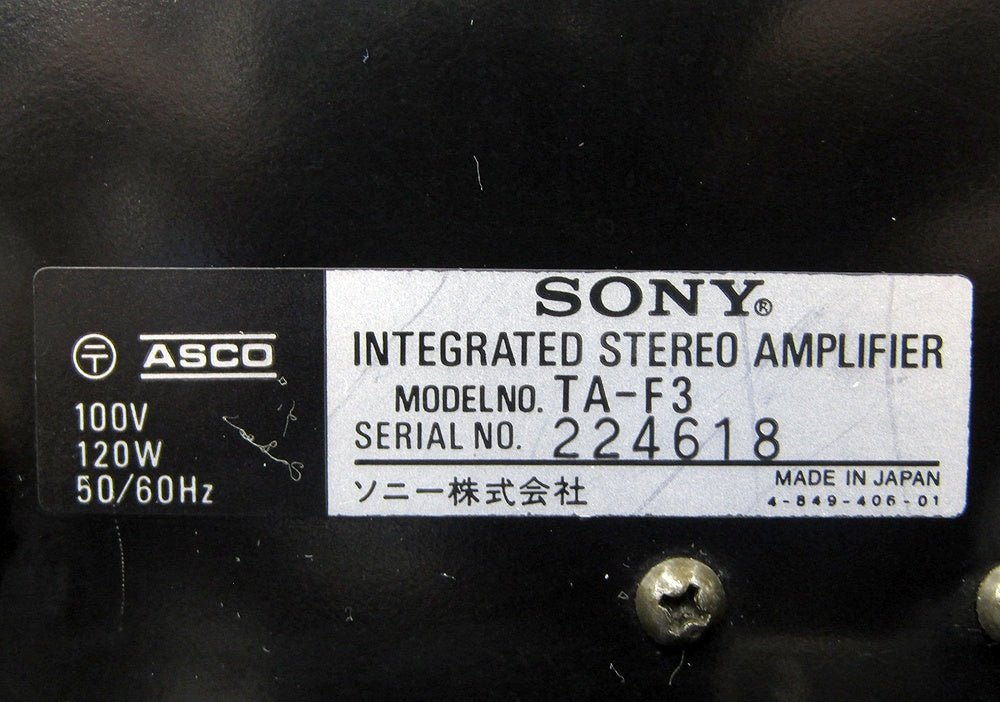 〒 ASCO
100V
120W
50/60Hz
SONY®
INTEGRATED STEREO AMPLIFIER
MODEL NO. TA-F3
SERIAL NO. 224618
ソニー株式会社
MADE IN JAPAN
4-849-406-01